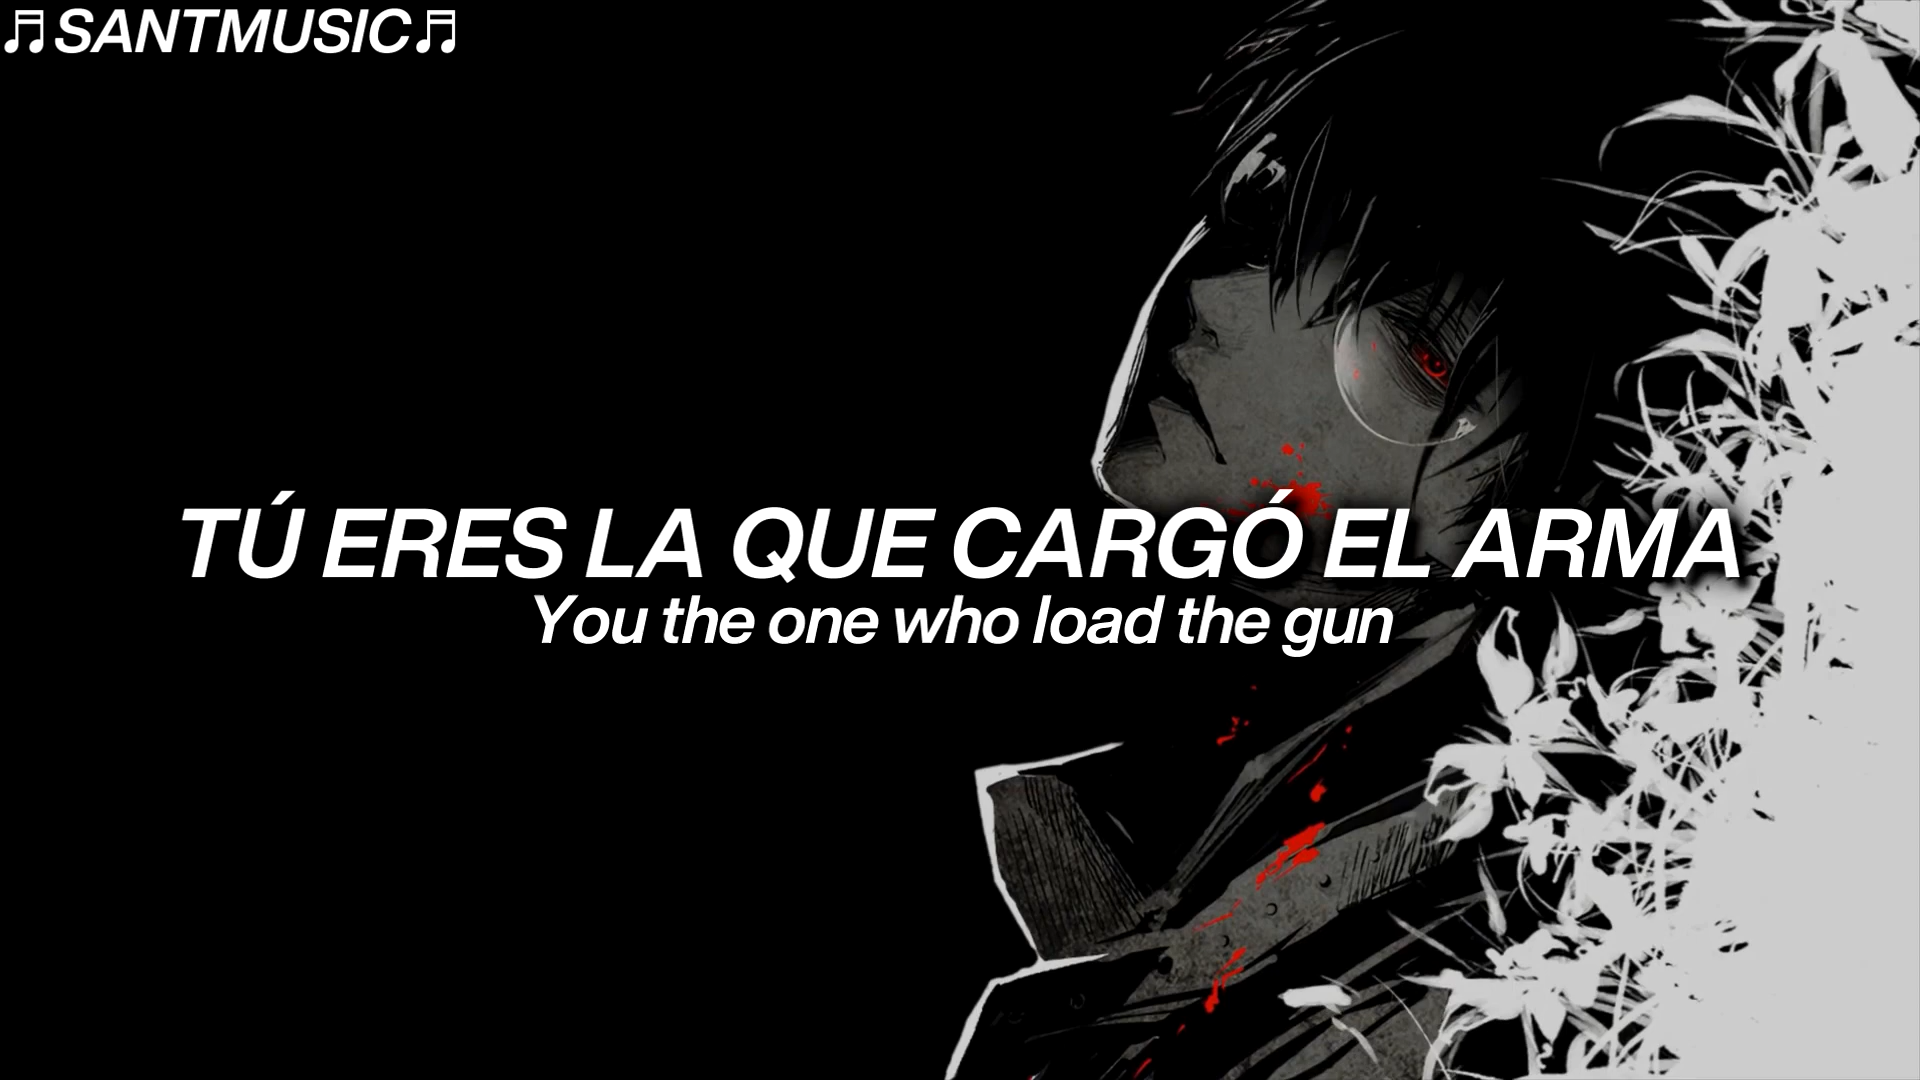 ♫SANTMUSIC♫
TÚ ERES LA QUE CARGÓ EL ARMA
You the one who load the gun